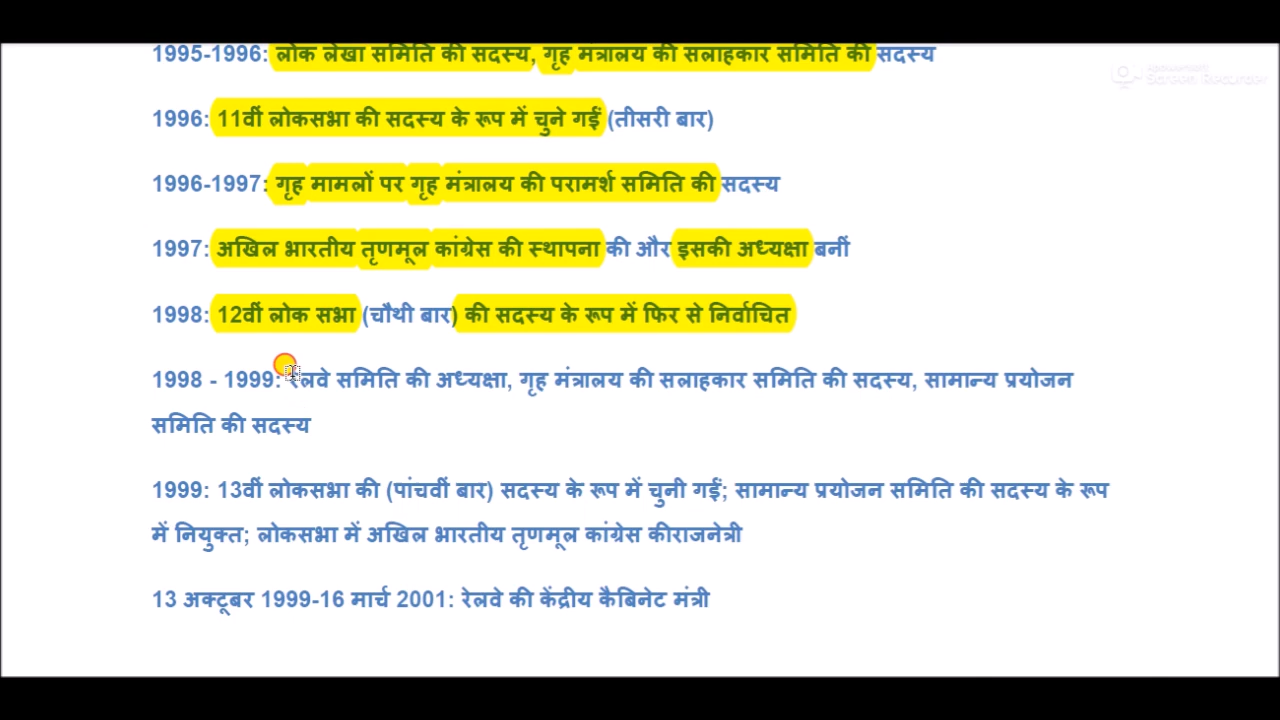 1995-1996: लोक लेखा समिति की सदस्य, गृह मंत्रालय की सलाहकार समिति की सदस्य
Apowersoft
Screen Recorder
1996: 11वीं लोकसभा की सदस्य के रूप में चुने गईं (तीसरी बार)
1996-1997: गृह मामलों पर गृह मंत्रालय की परामर्श समिति की सदस्य
1997: अखिल भारतीय तृणमूल कांग्रेस की स्थापना की और इसकी अध्यक्षा बनीं
1998: 12वीं लोक सभा (चौथी बार) की सदस्य के रूप में फिर से निर्वाचित
1998 - 1999: रेलवे समिति की अध्यक्षा, गृह मंत्रालय की सलाहकार समिति की सदस्य, सामान्य प्रयोजन
समिति की सदस्य
1999: 13वीं लोकसभा की (पांचवीं बार) सदस्य के रूप में चुनी गईं; सामान्य प्रयोजन समिति की सदस्य के रूप
में नियुक्त; लोकसभा में अखिल भारतीय तृणमूल कांग्रेस कीराजनेत्री
13 अक्टूबर 1999-16 मार्च 2001: रेलवे की केंद्रीय कैबिनेट मंत्री